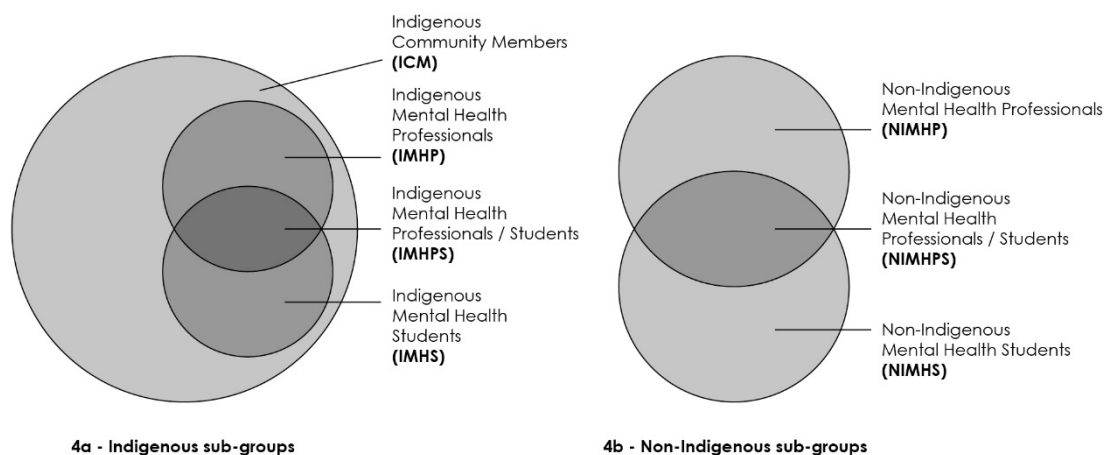 Indigenous
Community Members
(ICM)
Indigenous
Mental Health
Professionals
(IMHP)
Indigenous
Mental Health
Professionals / Students
(IMHPS)
Indigenous
Mental Health
Students
(IMHS)
4a - Indigenous sub-groups
Non-Indigenous
Mental Health Professionals
(NIMHP)
Non-Indigenous
Mental Health
Professionals / Students
(NIMHPS)
Non-Indigenous
Mental Health Students
(NIMHS)
4b - Non-Indigenous sub-groups